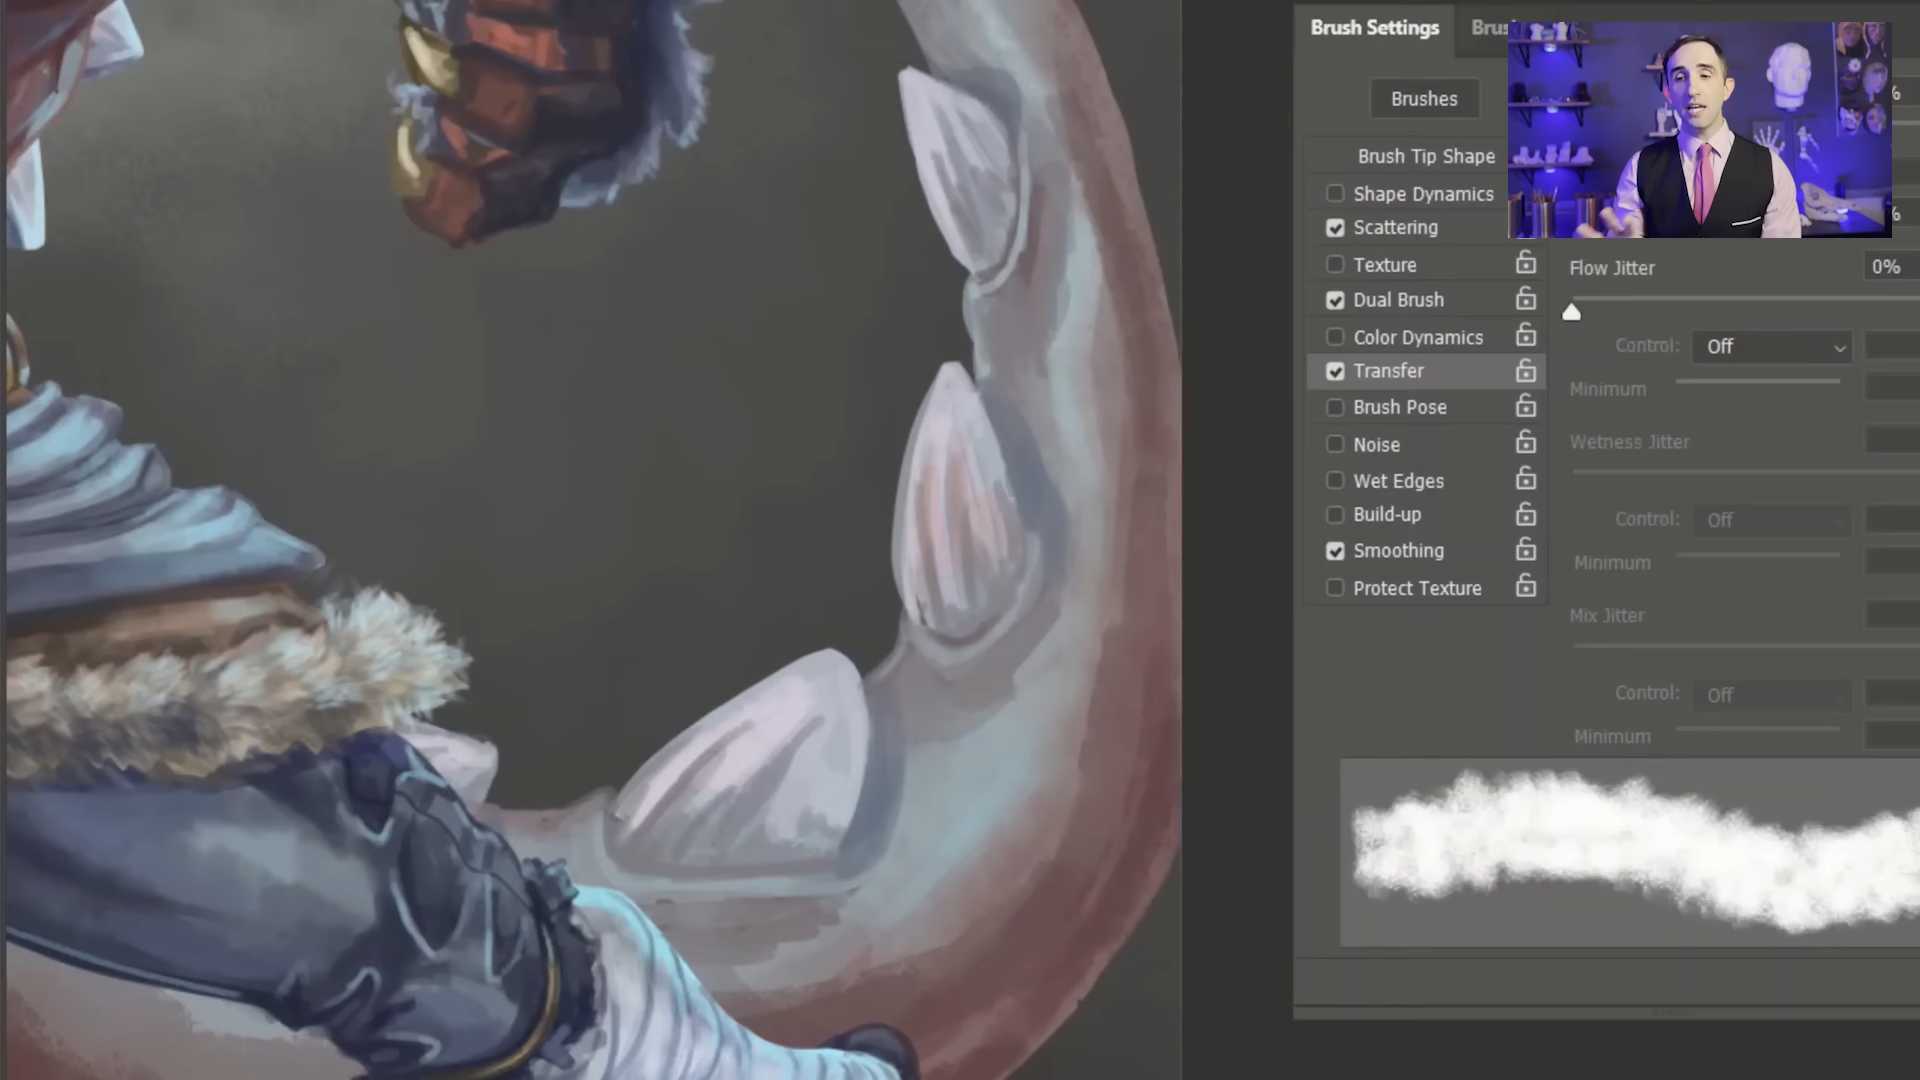 Brush Settings
Brushes
Brush Tip Shape
Shape Dynamics
Scattering
Texture
Dual Brush
Color Dynamics
Transfer
Brush Pose
Noise
Wet Edges
Build-up
Smoothing
Protect Texture
%
%
Flow Jitter 0%
Control: Off
Minimum
Wetness Jitter
Control: Off
Minimum
Mix Jitter
Control: Off
Minimum